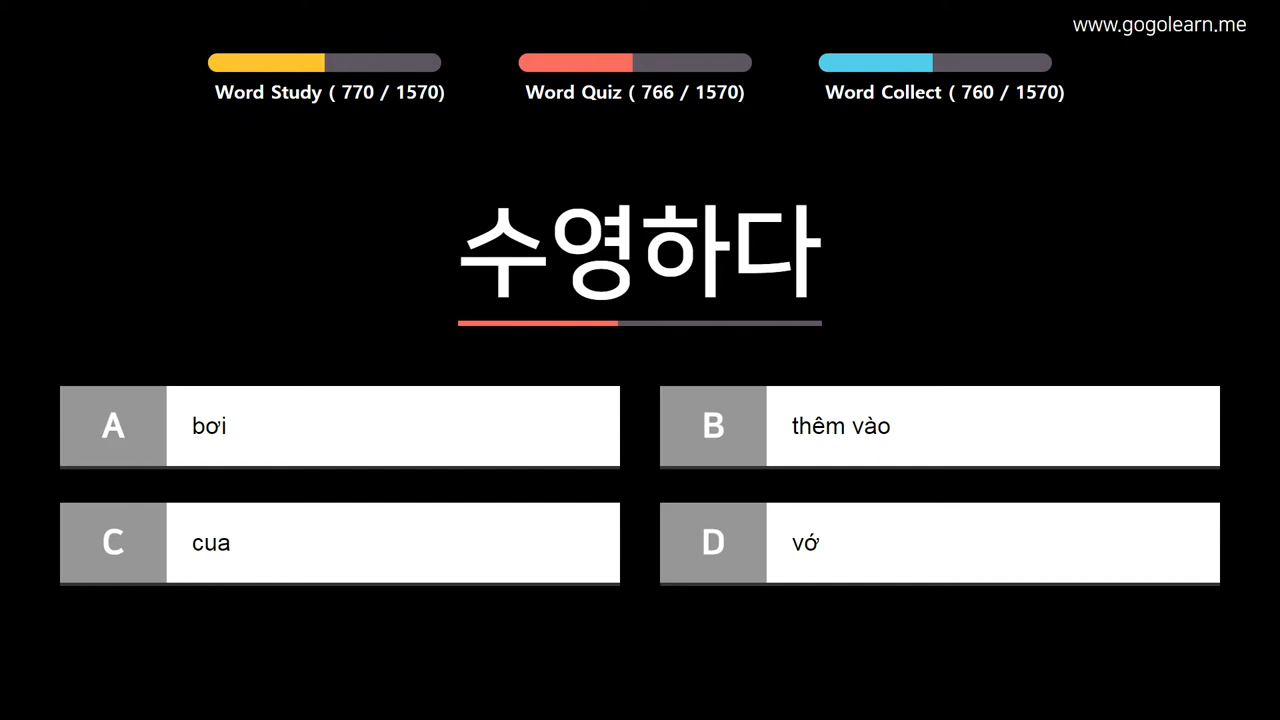 www.gogolearn.me
Word Study ( 770 / 1570)
Word Quiz ( 766 / 1570)
Word Collect ( 760 / 1570)
수영하다
A
bơi
B
thêm vào
C
cua
D
vớ